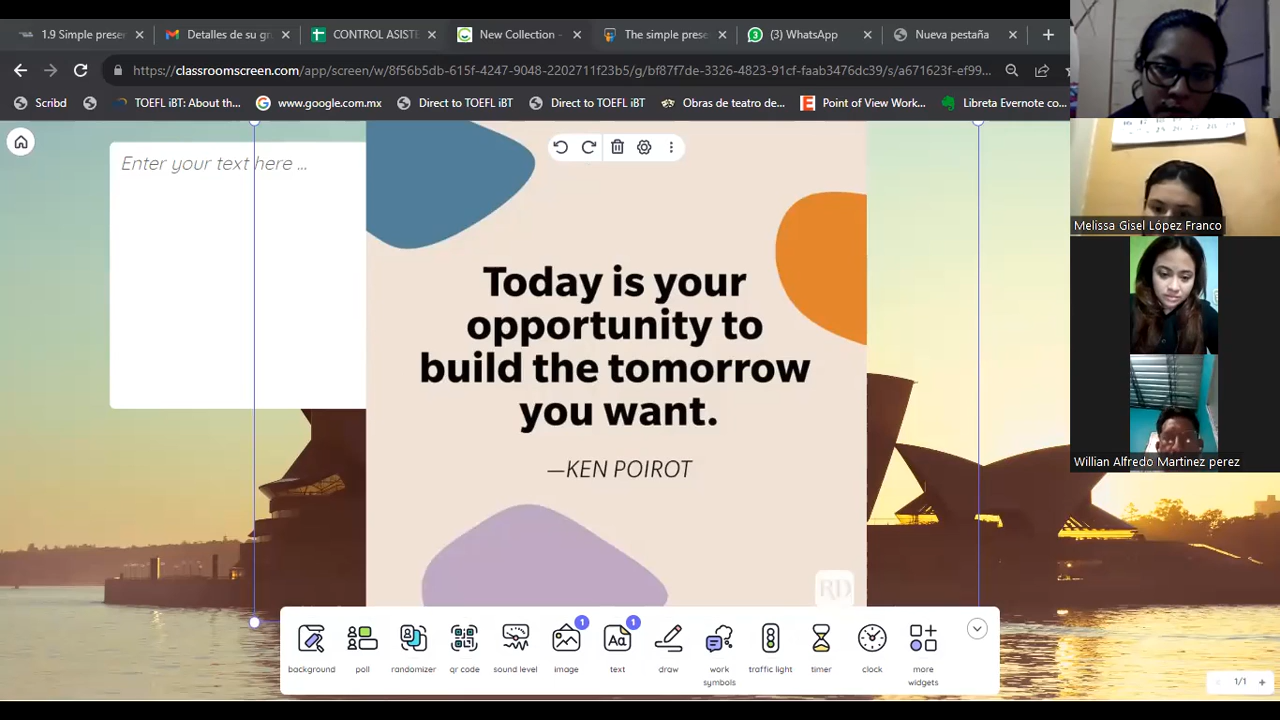 1.9 Simple prese
Detalles de su gru
CONTROL ASISTE
New Collection -
The simple prese
(3) WhatsApp
Nueva pestaña
https://classroomscreen.com/app/screen/w/8f56b5db-615f-4247-9048-2202711f23b5/g/bf87f7de-3326-4823-91cf-faab3476dc39/s/a671623f-ef99...
Scribd
TOEFL iBT: About th...
www.google.com.mx
Direct to TOEFL iBT
Direct to TOEFL iBT
Obras de teatro de...
Point of View Work...
Libreta Evernote co...
Enter your text here ...
Today is your
opportunity to
build the tomorrow
you want.
—KEN POIROT
RD
background
poll
randomizer
qr code
sound level
1
image
1
text
draw
work
symbols
traffic light
timer
clock
more
widgets
1/1
Melissa Gisel López Franco
Willian Alfredo Martinez perez